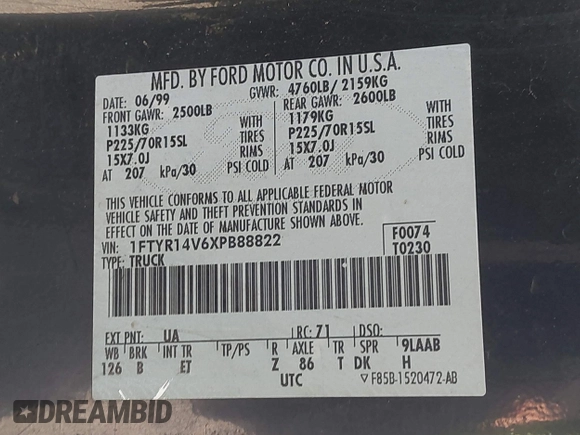 MFD. BY FORD MOTOR CO. IN U.S.A.
DATE: 06/99 GVWR: 4760LB/ 2159KG
FRONT GAWR: 2500LB REAR GAWR: 2600LB
1133KG WITH 1179KG WITH
P225/70R15SL TIRES P225/70R15SL TIRES
15X7.0J RIMS 15X7.0J RIMS
AT 207 kPa/30 PSI COLD AT 207 kPa/30 PSI COLD
THIS VEHICLE CONFORMS TO ALL APPLICABLE FEDERAL MOTOR
VEHICLE SAFETY AND THEFT PREVENTION STANDARDS IN
EFFECT ON THE DATE OF MANUFACTURE SHOWN ABOVE.
VIN: 1FTYR14V6XPB88822 F0074
TYPE: TRUCK T0230
EXT PNT: UA RC: 71 DSO:
WB BRK INT TR TP/PS R AXLE TR SPR 9LAAB
126 B ET Z 86 T DK H
UTC ▽F85B-1520472-AB
DREAMBID